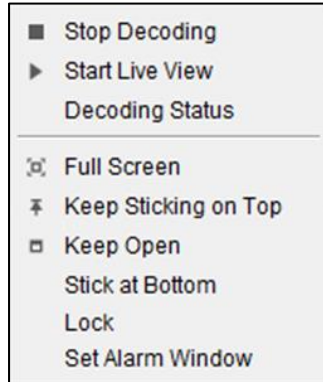 Stop Decoding
Start Live View
Decoding Status
Full Screen
Keep Sticking on Top
Keep Open
Stick at Bottom
Lock
Set Alarm Window